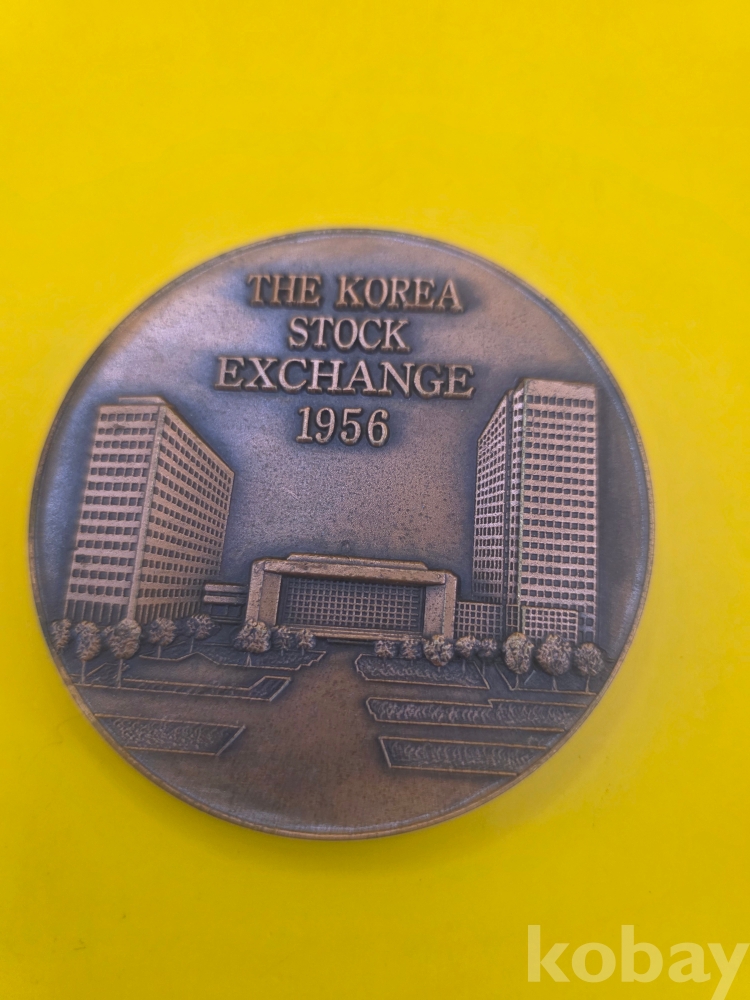 THE KOREA
STOCK
EXCHANGE
1956
kobay